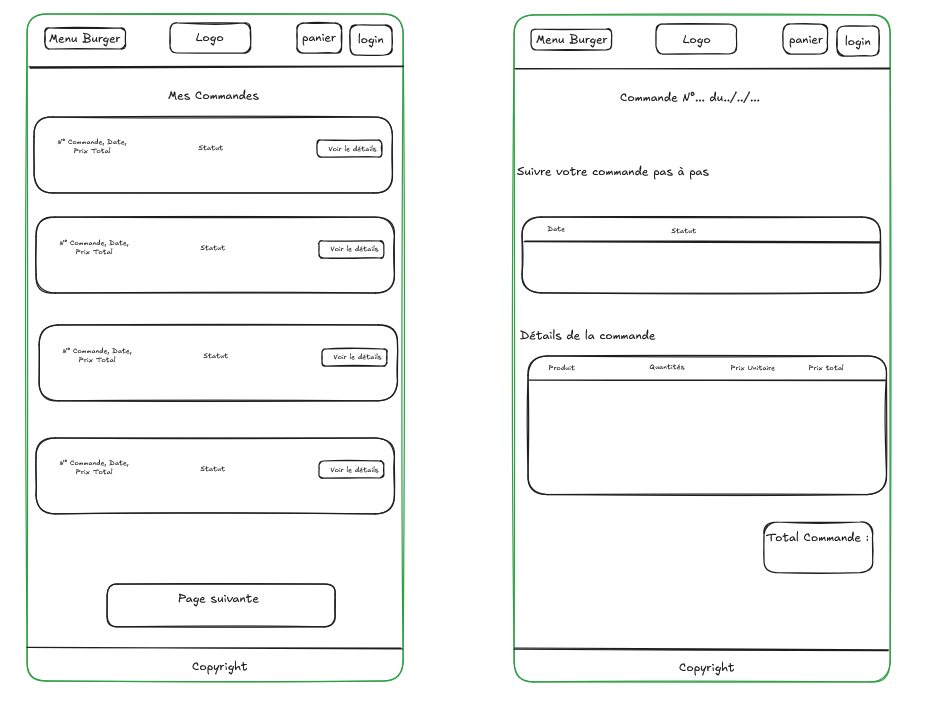 Menu Burger
Logo
panier
login
Mes Commandes
N° Commande, Date,
Prix Total
Statut
Voir le détails
N° Commande, Date,
Prix Total
Statut
Voir le détails
N° Commande, Date,
Prix Total
Statut
Voir le détails
N° Commande, Date,
Prix Total
Statut
Voir le détails
Page suivante
Copyright
Menu Burger
Logo
panier
login
Commande N°... du../../...
Suivre votre commande pas à pas
Date
Statut
Détails de la commande
Produit
Quantités
Prix Unitaire
Prix total
Total Commande :
Copyright